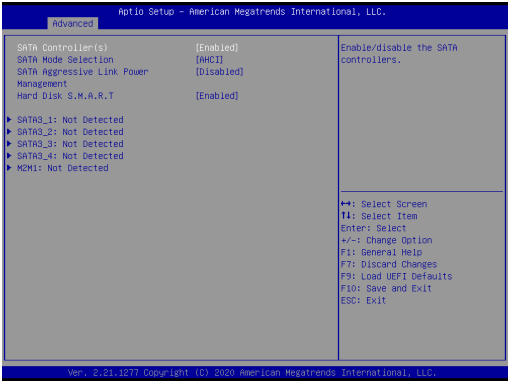 Aptio Setup – American Megatrends International, LLC.
Advanced
SATA Controller(s) [Enabled]
SATA Mode Selection [AHCI]
SATA Aggressive Link Power [Disabled]
Management
Hard Disk S.M.A.R.T [Enabled]
SATA3_1: Not Detected
SATA3_2: Not Detected
SATA3_3: Not Detected
SATA3_4: Not Detected
M2M1: Not Detected
Enable/disable the SATA
controllers.
↔: Select Screen
↑↓: Select Item
Enter: Select
+/-: Change Option
F1: General Help
F7: Discard Changes
F9: Load UEFI Defaults
F10: Save and Exit
ESC: Exit
Ver. 2.21.1277 Copyright (C) 2020 American Megatrends International, LLC.